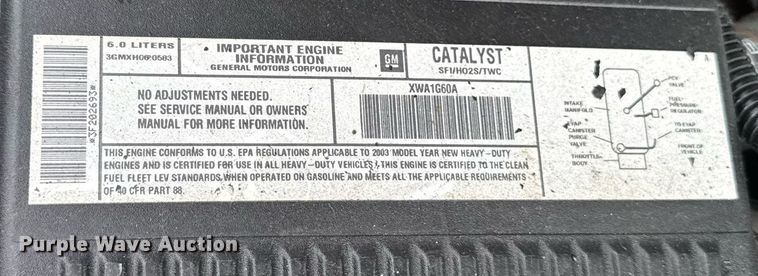 6.0 LITERS
3GMXH06.0583
IMPORTANT ENGINE
INFORMATION
GENERAL MOTORS CORPORATION
GM
CATALYST
SFI/HO2S/TWC
A
*3F202693*
NO ADJUSTMENTS NEEDED.
SEE SERVICE MANUAL OR OWNERS
MANUAL FOR MORE INFORMATION.
XWA1G60A
PCV
VALVE
INTAKE
MANIFOLD
FUEL
PRESSURE
REGULATOR
EVAP
CANISTER
PURGE
VALVE
TO EVAP
CANISTER
THROTTLE
BODY
FRONT OF
VEHICLE
THIS ENGINE CONFORMS TO U.S. EPA REGULATIONS APPLICABLE TO 2003 MODEL YEAR NEW HEAVY-DUTY
ENGINES AND IS CERTIFIED FOR USE IN ALL HEAVY-DUTY VEHICLES. THIS ENGINE IS CERTIFIED TO THE CLEAN
FUEL FLEET LEV STANDARDS WHEN OPERATED ON GASOLINE AND MEETS ALL THE APPLICABLE REQUIREMENTS
OF 40 CFR PART 88.
Purple Wave Auction